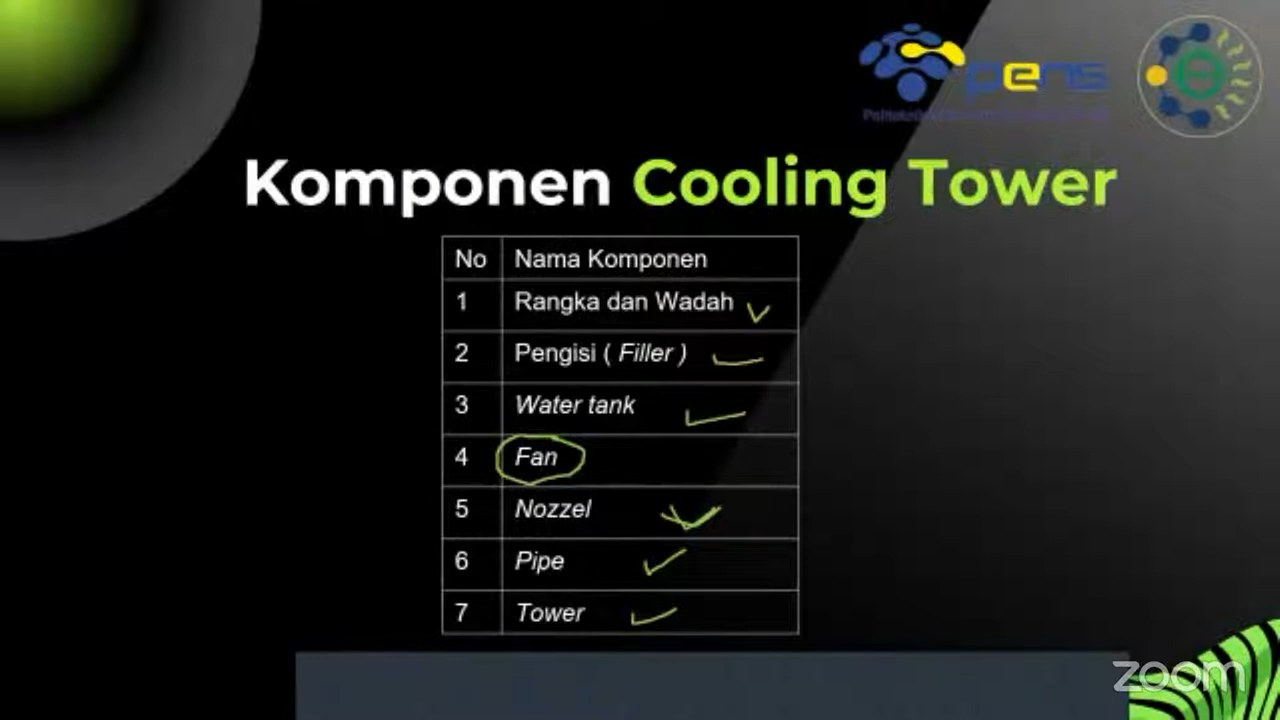 pens
Komponen Cooling Tower
No Nama Komponen
1 Rangka dan Wadah
2 Pengisi ( Filler )
3 Water tank
4 Fan
5 Nozzel
6 Pipe
7 Tower
zoom